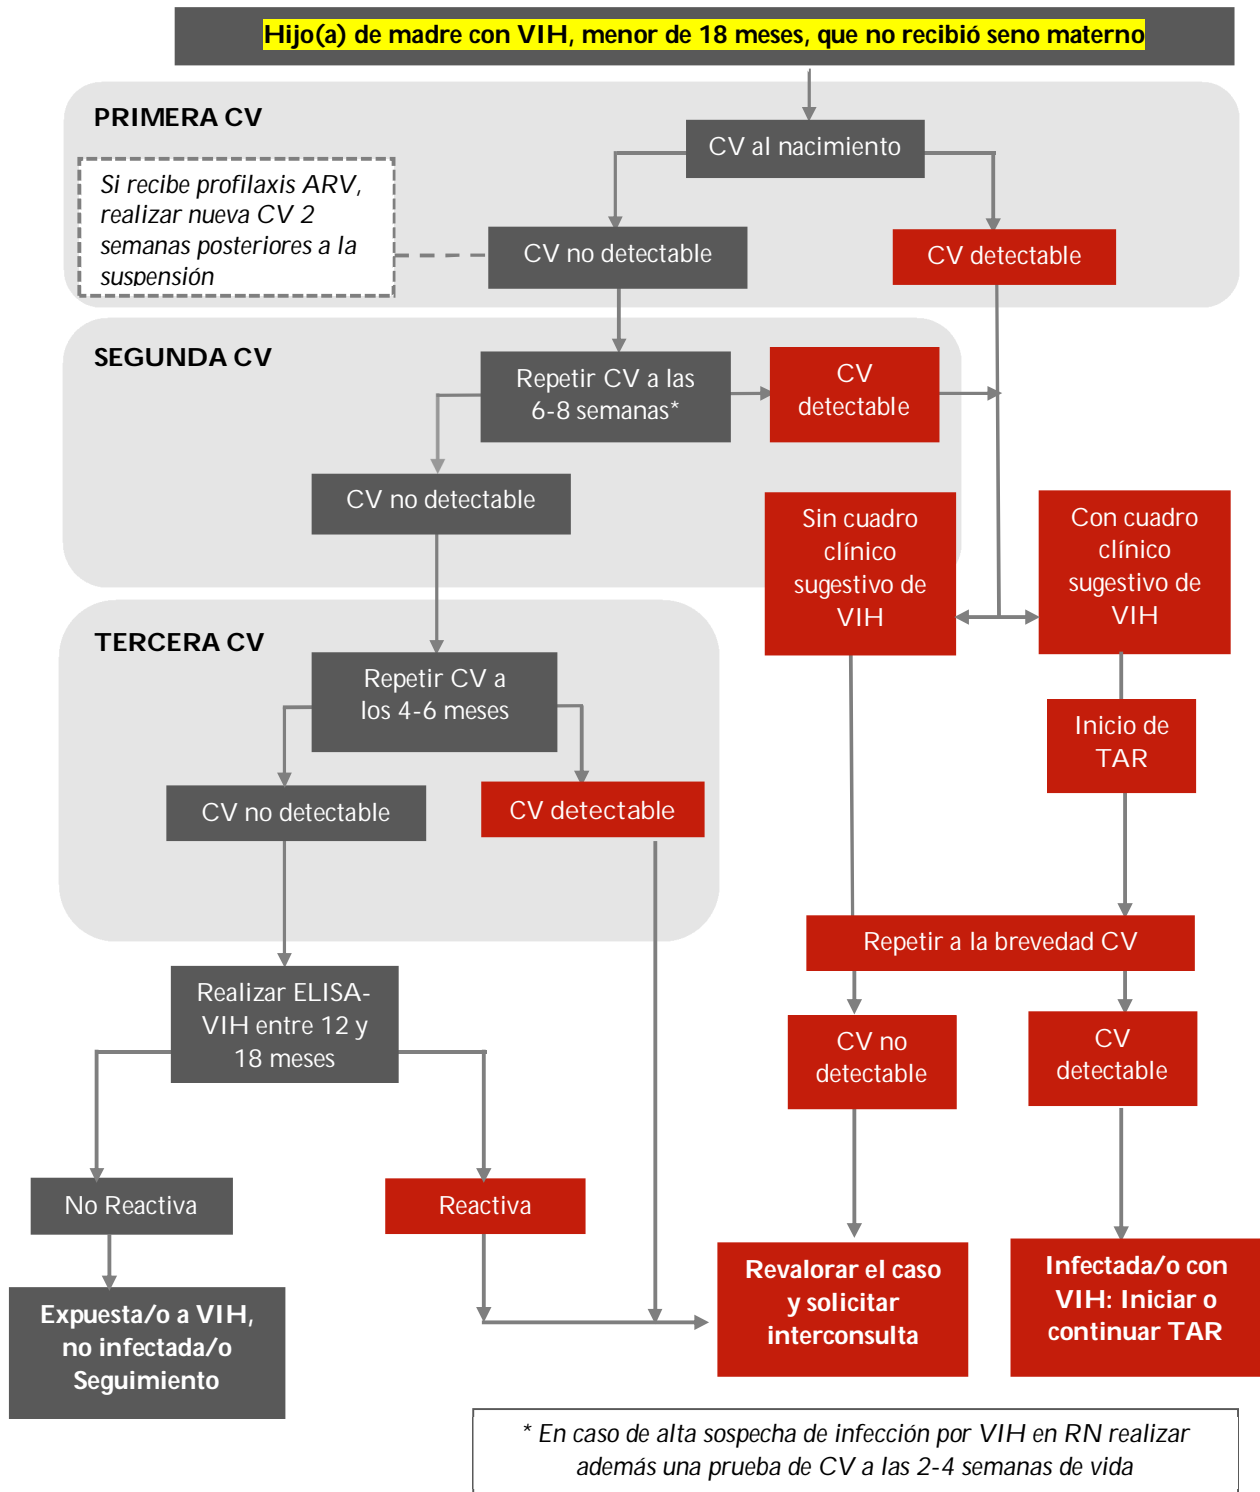 Hijo(a) de madre con VIH, menor de 18 meses, que no recibió seno materno
PRIMERA CV
CV al nacimiento
Si recibe profilaxis ARV,
realizar nueva CV 2
semanas posteriores a la
suspensión
CV no detectable
CV detectable
SEGUNDA CV
Repetir CV a las
6-8 semanas*
CV
detectable
CV no detectable
Sin cuadro
clínico
sugestivo de
VIH
Con cuadro
clínico
sugestivo de
VIH
TERCERA CV
Repetir CV a
los 4-6 meses
Inicio de
TAR
CV no detectable
CV detectable
Repetir a la brevedad CV
Realizar ELISA-
VIH entre 12 y
18 meses
CV no
detectable
CV
detectable
No Reactiva
Reactiva
Revalorar el caso
y solicitar
interconsulta
Infectada/o con
VIH: Iniciar o
continuar TAR
Expuesta/o a VIH,
no infectada/o
Seguimiento
* En caso de alta sospecha de infección por VIH en RN realizar
además una prueba de CV a las 2-4 semanas de vida